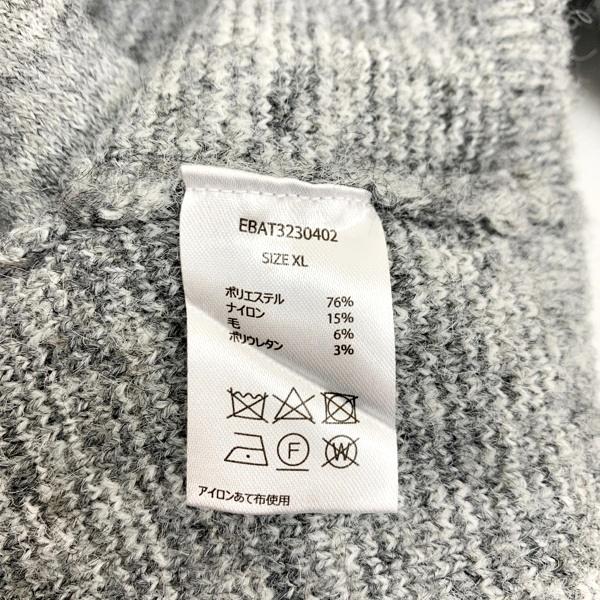 EBAT3230402
SIZE XL
ポリエステル 76%
ナイロン 15%
毛 6%
ポリウレタン 3%
F W
アイロンあて布使用